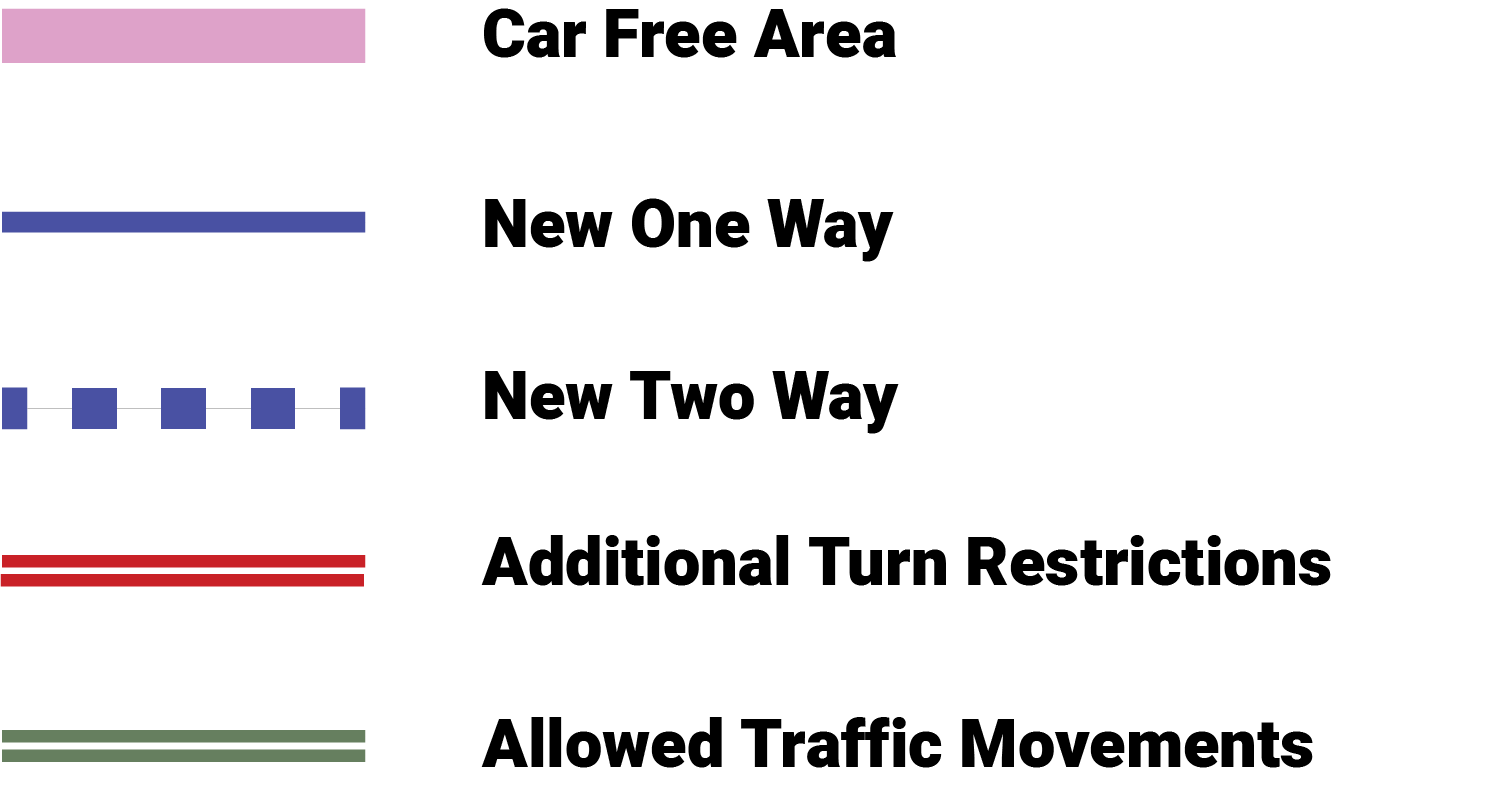 Car Free Area
New One Way
New Two Way
Additional Turn Restrictions
Allowed Traffic Movements